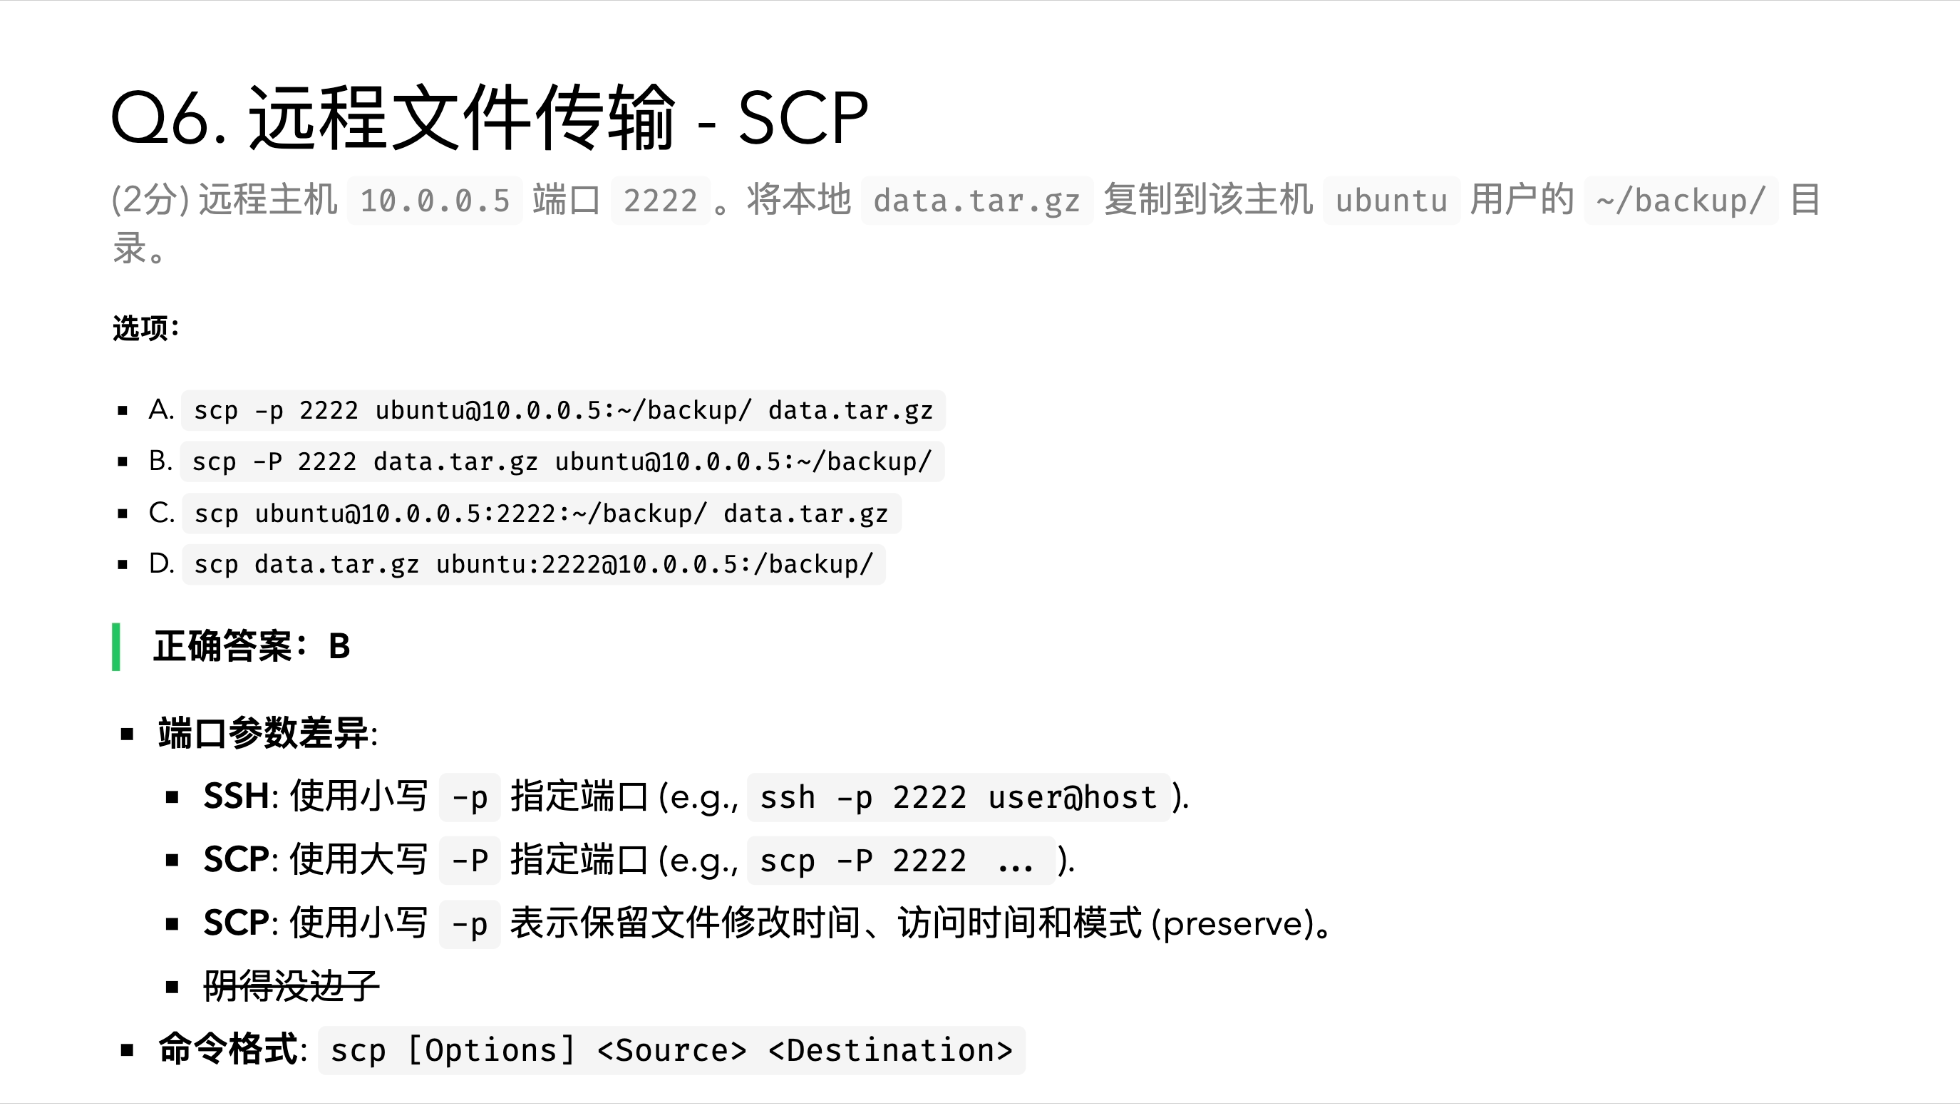 Q6. 远程文件传输 - SCP
(2分) 远程主机 10.0.0.5 端口 2222 。将本地 data.tar.gz 复制到该主机 ubuntu 用户的 ~/backup/ 目
录。
选项：
▪ A. scp -p 2222 ubuntu@10.0.0.5:~/backup/ data.tar.gz
▪ B. scp -P 2222 data.tar.gz ubuntu@10.0.0.5:~/backup/
▪ C. scp ubuntu@10.0.0.5:2222:~/backup/ data.tar.gz
▪ D. scp data.tar.gz ubuntu:2222@10.0.0.5:/backup/
正确答案：B
▪ 端口参数差异:
▪ SSH: 使用小写 -p 指定端口 (e.g., ssh -p 2222 user@host ).
▪ SCP: 使用大写 -P 指定端口 (e.g., scp -P 2222 ... ).
▪ SCP: 使用小写 -p 表示保留文件修改时间、访问时间和模式 (preserve)。
▪ 阴得没边子
▪ 命令格式: scp [Options] <Source> <Destination>